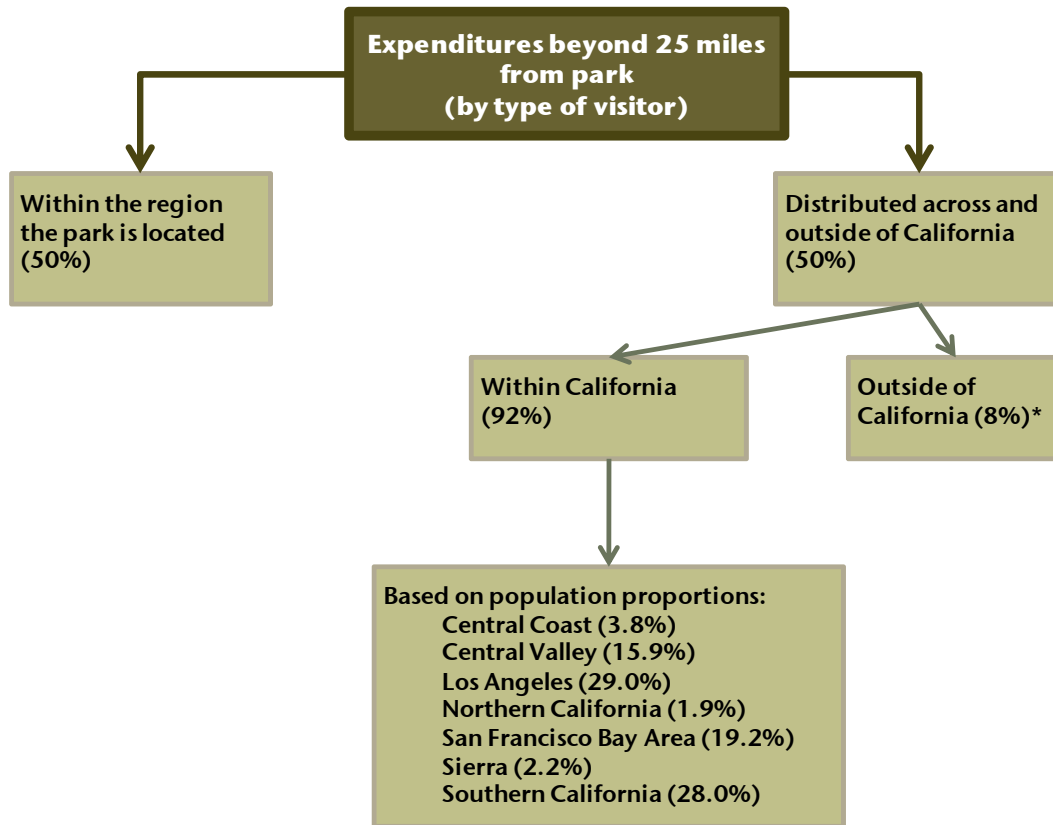 Expenditures beyond 25 miles
from park
(by type of visitor)
Within the region
the park is located
(50%)
Distributed across and
outside of California
(50%)
Within California
(92%)
Outside of
California (8%)*
Based on population proportions:
Central Coast (3.8%)
Central Valley (15.9%)
Los Angeles (29.0%)
Northern California (1.9%)
San Francisco Bay Area (19.2%)
Sierra (2.2%)
Southern California (28.0%)